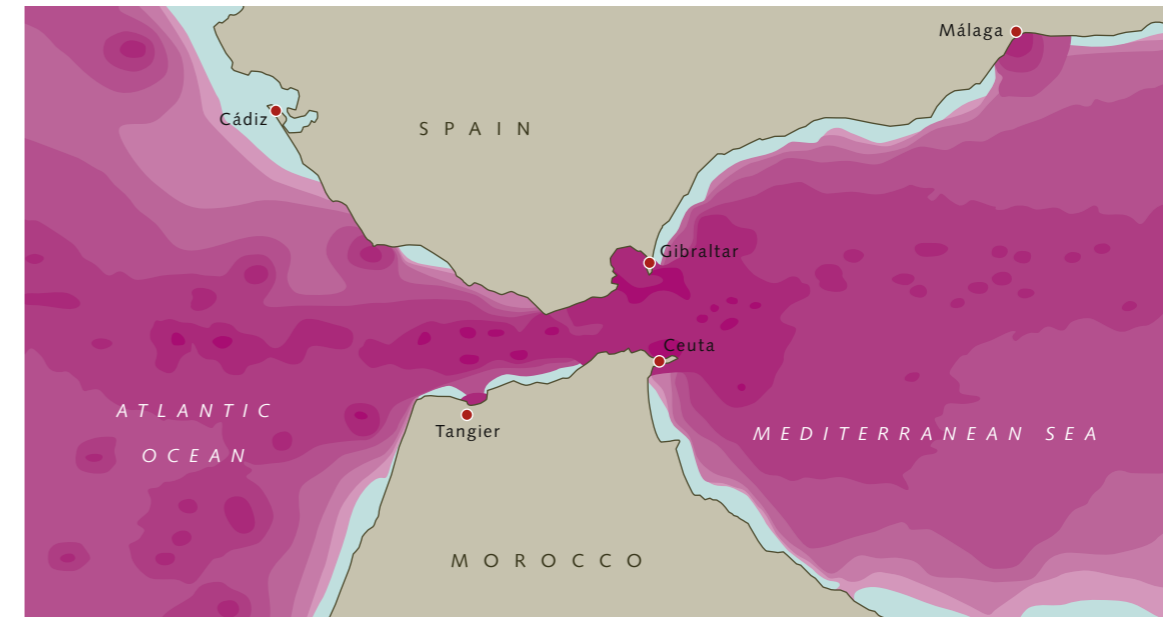 Málaga
Cádiz
SPAIN
Gibraltar
Ceuta
ATLANTIC
OCEAN
Tangier
MEDITERRANEAN SEA
MOROCCO